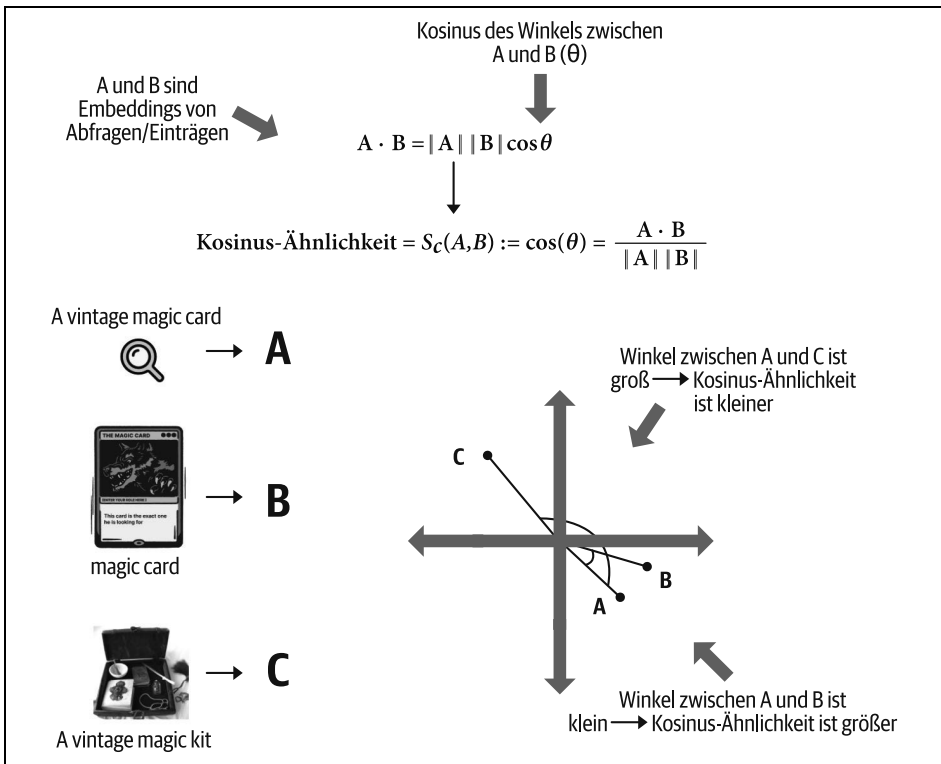 Kosinus des Winkels zwischen
A und B (θ)
A und B sind
Embeddings von
Abfragen/Einträgen
A · B = ‖A‖ ‖B‖ cos θ
Kosinus-Ähnlichkeit = S_C(A,B) := cos(θ) = A · B / ‖A‖ ‖B‖
A vintage magic card
A
THE MAGIC CARD
This card is the exact one
he is looking for
B
magic card
C
A vintage magic kit
Winkel zwischen A und C ist
groß → Kosinus-Ähnlichkeit
ist kleiner
C
B
A
Winkel zwischen A und B ist
klein → Kosinus-Ähnlichkeit ist größer